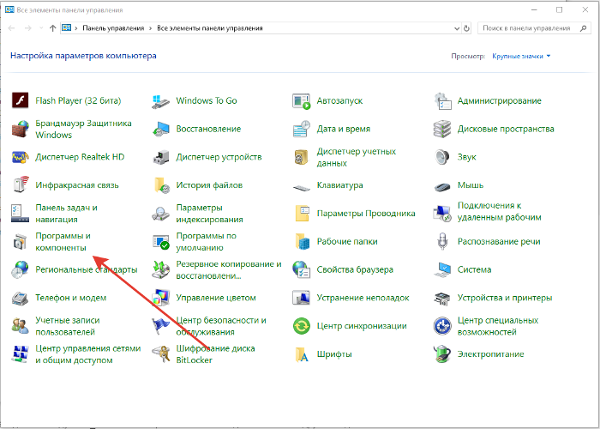 Все элементы панели управления
Панель управления > Все элементы панели управления
Поиск в панели управления
Настройка параметров компьютера
Просмотр: Крупные значки
Flash Player (32 бита)
Windows To Go
Автозапуск
Администрирование
Брандмауэр Защитника
Windows
Восстановление
Дата и время
Дисковые пространства
Диспетчер Realtek HD
Диспетчер устройств
Диспетчер учетных
данных
Звук
Инфракрасная связь
История файлов
Клавиатура
Мышь
Панель задач и
навигация
Параметры
индексирования
Параметры Проводника
Подключения к
удаленным рабочим
Программы и
компоненты
Программы по
умолчанию
Рабочие папки
Распознавание речи
Региональные стандарты
Резервное копирование и
восстановлени...
Свойства браузера
Система
Телефон и модем
Управление цветом
Устранение неполадок
Устройства и принтеры
Учетные записи
пользователей
Центр безопасности и
обслуживания
Центр синхронизации
Центр специальных
возможностей
Центр управления сетями
и общим доступом
Шифрование диска
BitLocker
Шрифты
Электропитание